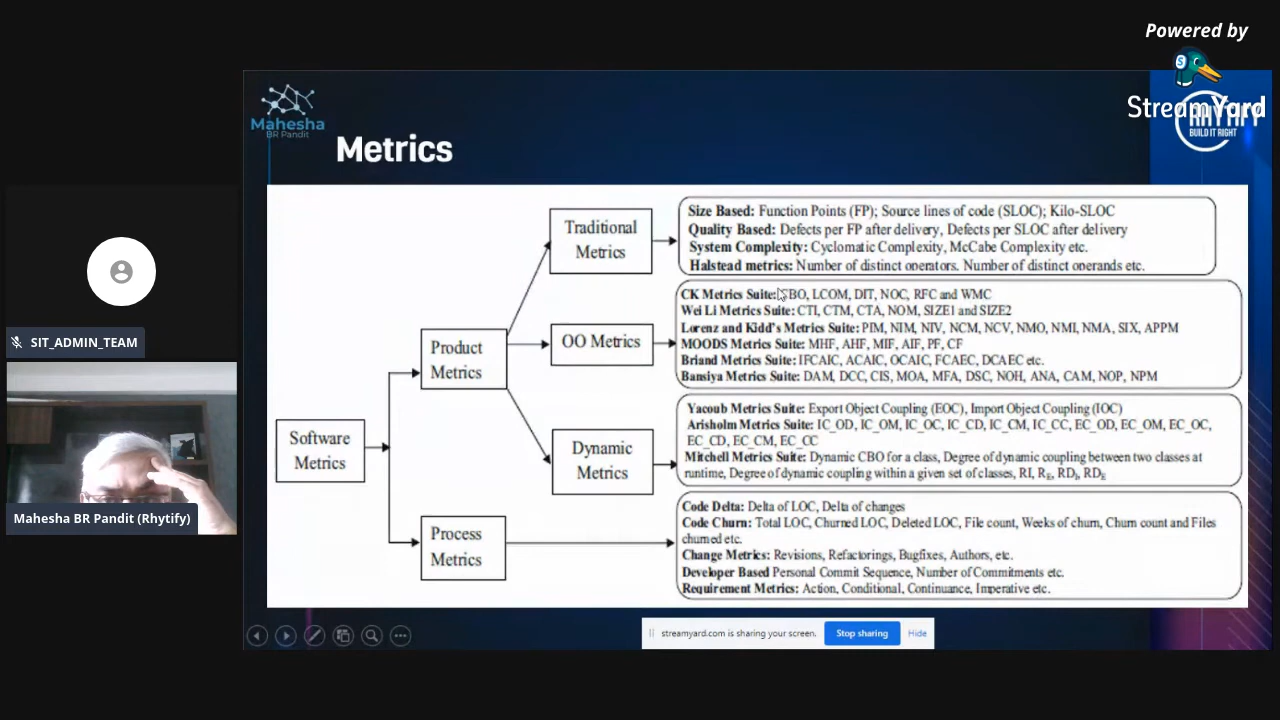 Powered by
StreamYard
Mahesha
BR Pandit
RHYTIFY
BUILD IT RIGHT
Metrics
Software
Metrics
Product
Metrics
Process
Metrics
Traditional
Metrics
OO Metrics
Dynamic
Metrics
Size Based: Function Points (FP); Source lines of code (SLOC); Kilo-SLOC
Quality Based: Defects per FP after delivery, Defects per SLOC after delivery
System Complexity: Cyclomatic Complexity, McCabe Complexity etc.
Halstead metrics: Number of distinct operators. Number of distinct operands etc.
CK Metrics Suite: CBO, LCOM, DIT, NOC, RFC and WMC
Wei Li Metrics Suite: CTI, CTM, CTA, NOM, SIZE1 and SIZE2
Lorenz and Kidd's Metrics Suite: PIM, NIM, NIV, NCM, NCV, NMO, NMI, NMA, SIX, APPM
MOODS Metrics Suite: MHF, AHF, MIF, AIF, PF, CF
Briand Metrics Suite: IFCAIC, ACAIC, OCAIC, FCAEC, DCAEC etc.
Bansiya Metrics Suite: DAM, DCC, CIS, MOA, MFA, DSC, NOH, ANA, CAM, NOP, NPM
Yacoub Metrics Suite: Export Object Coupling (EOC), Import Object Coupling (IOC)
Arisholm Metrics Suite: IC_OD, IC_OM, IC_OC, IC_CD, IC_CM, IC_CC, EC_OD, EC_OM, EC_OC,
EC_CD, EC_CM, EC_CC
Mitchell Metrics Suite: Dynamic CBO for a class, Degree of dynamic coupling between two classes at
runtime, Degree of dynamic coupling within a given set of classes, RI, RE, RDI, RDE
Code Delta: Delta of LOC, Delta of changes
Code Churn: Total LOC, Churned LOC, Deleted LOC, File count, Weeks of churn, Churn count and Files
churned etc.
Change Metrics: Revisions, Refactorings, Bugfixes, Authors, etc.
Developer Based Personal Commit Sequence, Number of Commitments etc.
Requirement Metrics: Action, Conditional, Continuance, Imperative etc.
SIT_ADMIN_TEAM
Mahesha BR Pandit (Rhytify)
streamyard.com is sharing your screen.
Stop sharing
Hide